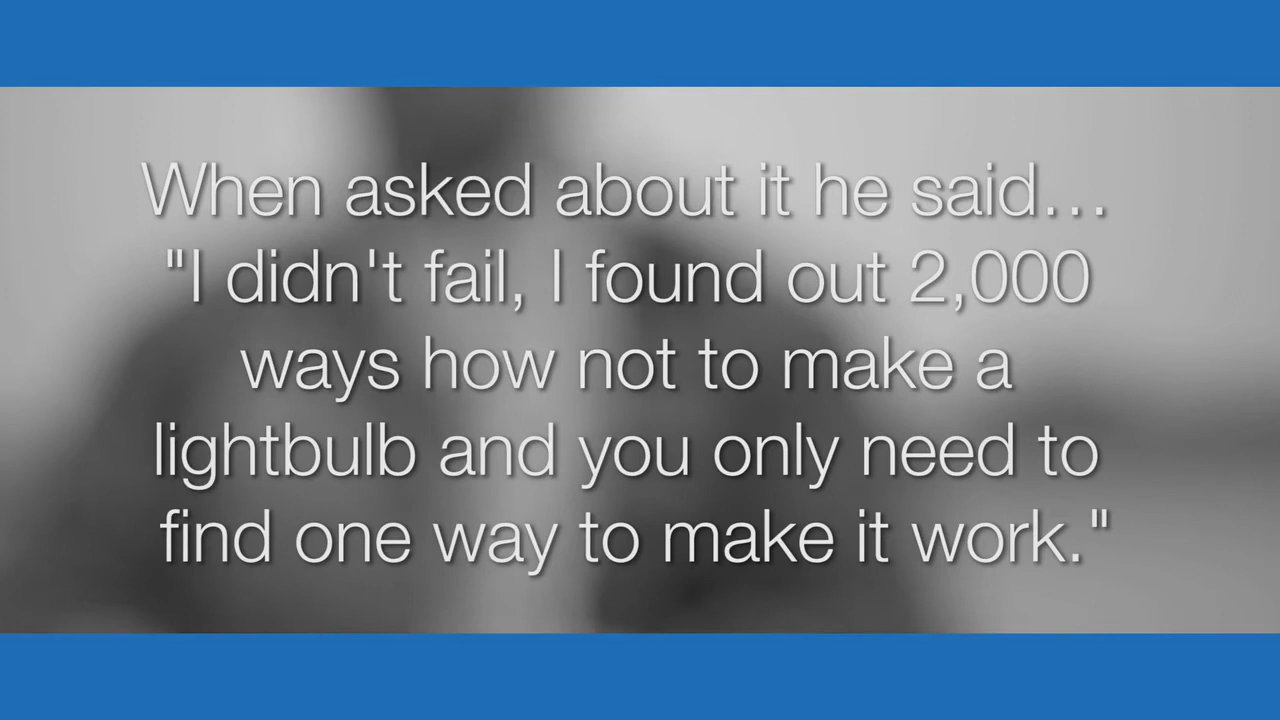 When asked about it he said...
"I didn't fail, I found out 2,000
ways how not to make a
lightbulb and you only need to
find one way to make it work."